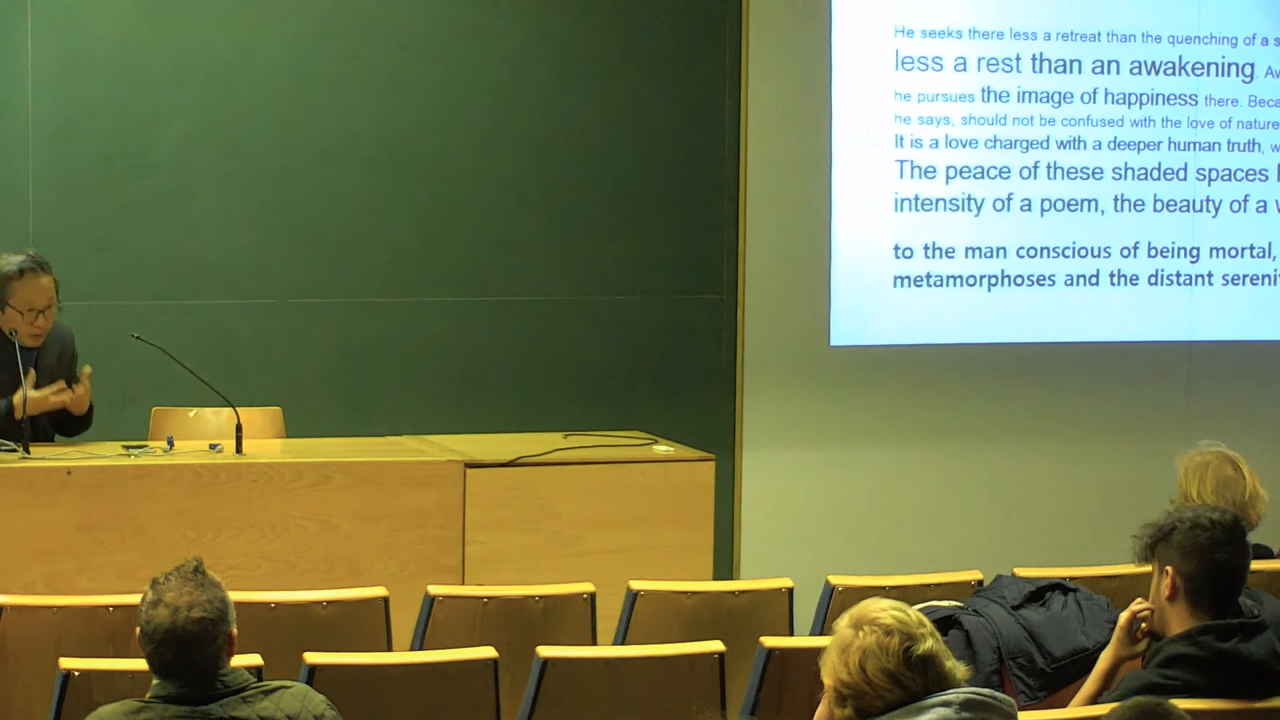 He seeks there less a retreat than the quenching of a
less a rest than an awakening.
he pursues the image of happiness there.
he says, should not be confused with the love of nature
It is a love charged with a deeper human truth,
The peace of these shaded spaces
intensity of a poem, the beauty of a
to the man conscious of being mortal,
metamorphoses and the distant